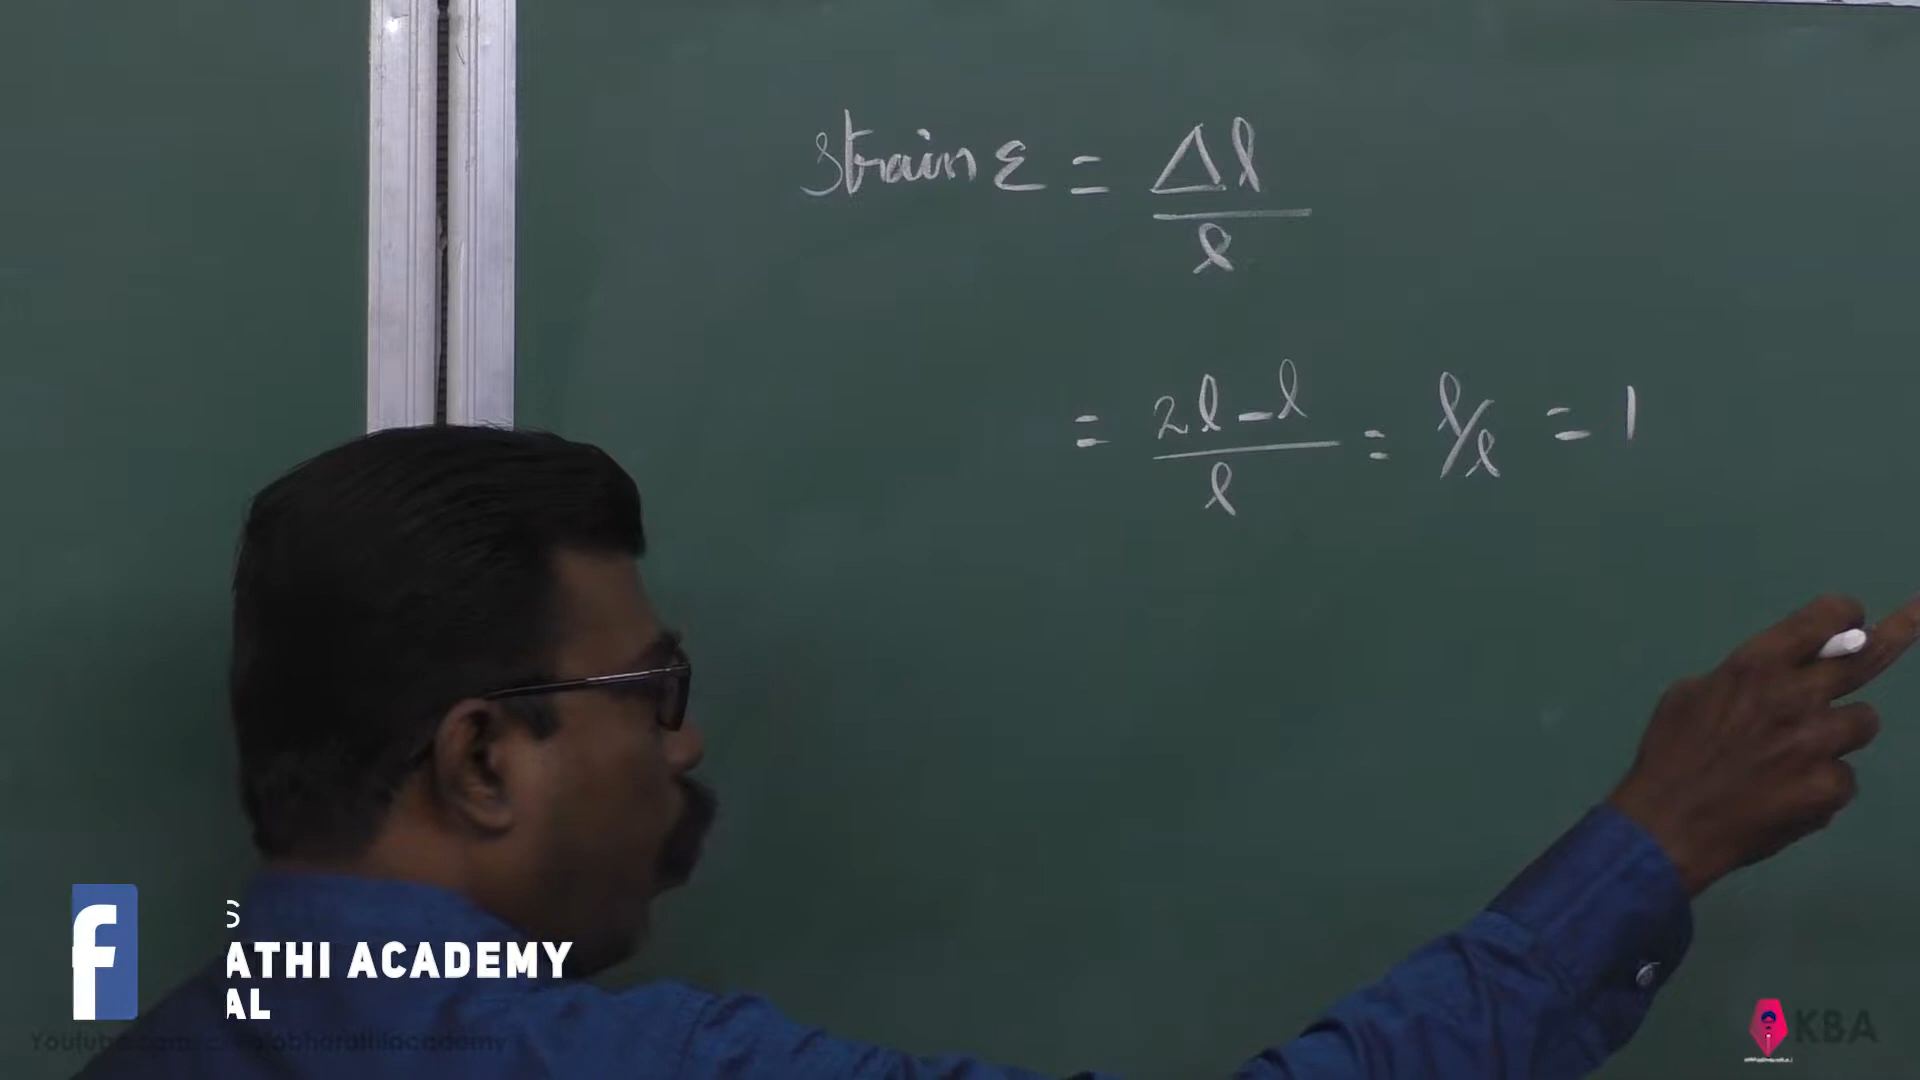 Strain ε = Δl / l
= 2l - l / l = l/l = 1
f
S
ATHI ACADEMY
AL
KBA